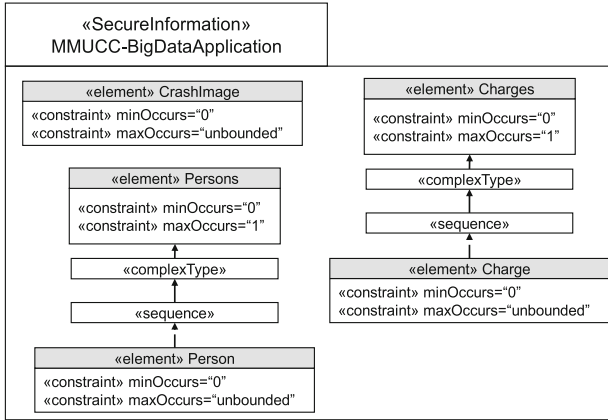 «SecureInformation»
MMUCC-BigDataApplication
«element» CrashImage
«constraint» minOccurs=“0”
«constraint» maxOccurs=“unbounded”
«element» Persons
«constraint» minOccurs=“0”
«constraint» maxOccurs=“1”
«complexType»
«sequence»
«element» Person
«constraint» minOccurs=“0”
«constraint» maxOccurs=“unbounded”
«element» Charges
«constraint» minOccurs=“0”
«constraint» maxOccurs=“1”
«complexType»
«sequence»
«element» Charge
«constraint» minOccurs=“0”
«constraint» maxOccurs=“unbounded”